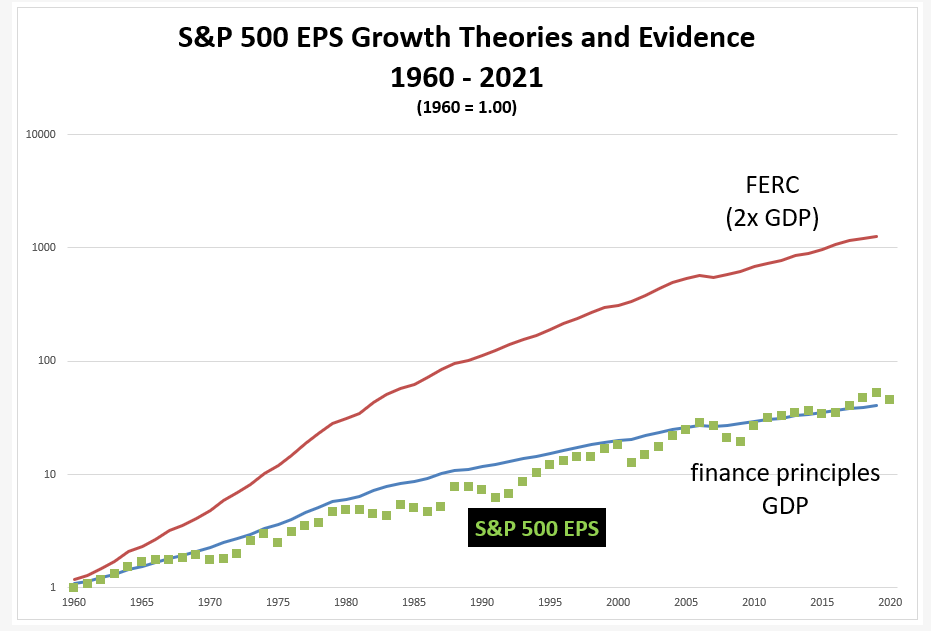 S&P 500 EPS Growth Theories and Evidence
1960 - 2021
(1960 = 1.00)
10000
FERC
(2x GDP)
1000
100
10
finance principles
GDP
S&P 500 EPS
1
1960 1965 1970 1975 1980 1985 1990 1995 2000 2005 2010 2015 2020